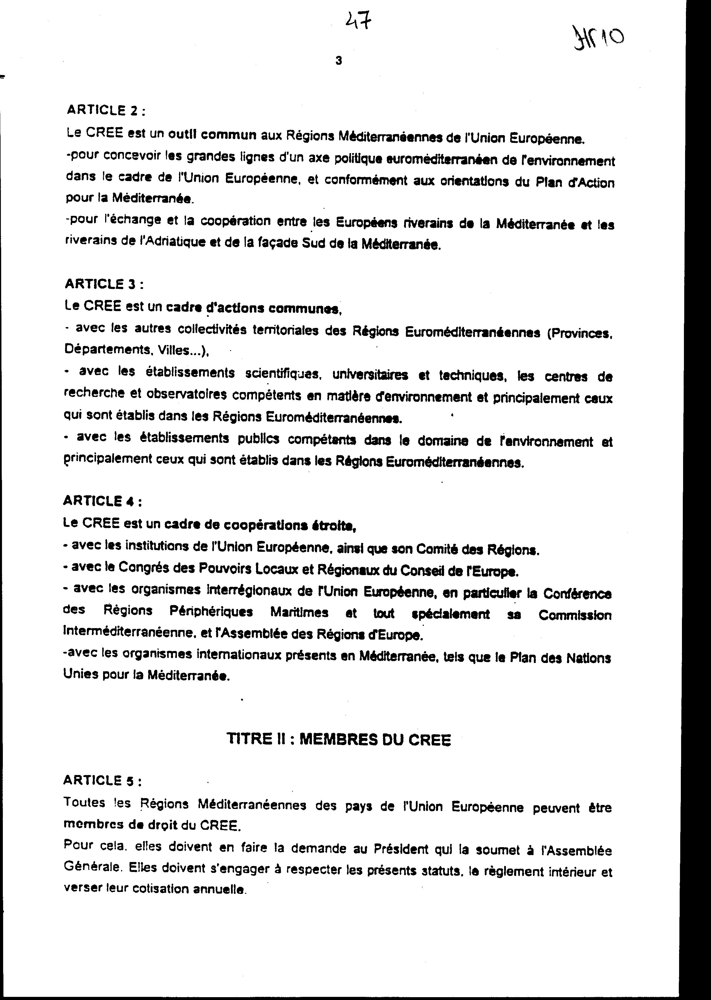 47
10
3
ARTICLE 2 :
Le CREE est un outil commun aux Régions Méditerranéennes de l'Union Européenne.
-pour concevoir les grandes lignes d'un axe politique euroméditerranéen de l'environnement
dans le cadre de l'Union Européenne, et conformément aux orientations du Plan d'Action
pour la Méditerranée.
-pour l'échange et la coopération entre les Européens riverains de la Méditerranée et les
riverains de l'Adriatique et de la façade Sud de la Méditerranée.
ARTICLE 3 :
Le CREE est un cadre d'actions communes,
- avec les autres collectivités territoriales des Régions Euroméditerranéennes (Provinces,
Départements, Villes...),
- avec les établissements scientifiques, universitaires et techniques, les centres de
recherche et observatoires compétents en matière d'environnement et principalement ceux
qui sont établis dans les Régions Euroméditerranéennes.
- avec les établissements publics compétents dans le domaine de l'environnement et
principalement ceux qui sont établis dans les Régions Euroméditerranéennes.
ARTICLE 4 :
Le CREE est un cadre de coopérations étroite,
- avec les institutions de l'Union Européenne, ainsi que son Comité des Régions.
- avec le Congrés des Pouvoirs Locaux et Régionaux du Conseil de l'Europe.
- avec les organismes Interrégionaux de l'Union Européenne, en particulier la Conférence
des Régions Périphériques Maritimes et tout spécialement sa Commission
Interméditerranéenne, et l'Assemblée des Régions d'Europe.
-avec les organismes internationaux présents en Méditerranée, tels que le Plan des Nations
Unies pour la Méditerranée.
TITRE II : MEMBRES DU CREE
ARTICLE 5 :
Toutes les Régions Méditerranéennes des pays de l'Union Européenne peuvent être
membres de droit du CREE.
Pour cela, elles doivent en faire la demande au Président qui la soumet à l'Assemblée
Générale. Elles doivent s'engager à respecter les présents statuts, le règlement intérieur et
verser leur cotisation annuelle.